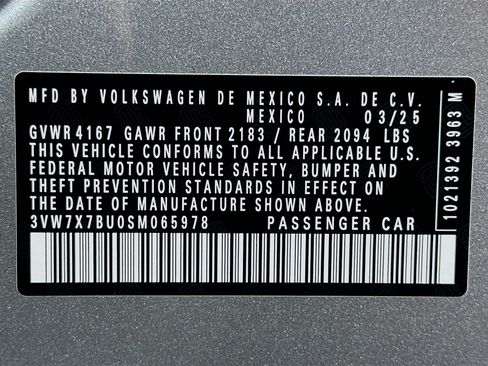 MFD BY VOLKSWAGEN DE MEXICO S.A. DE C.V.
MEXICO 03/25
GVWR 4167 GAWR FRONT 2183 / REAR 2094 LBS
THIS VEHICLE CONFORMS TO ALL APPLICABLE U.S.
FEDERAL MOTOR VEHICLE SAFETY, BUMPER AND
THEFT PREVENTION STANDARDS IN EFFECT ON
THE DATE OF MANUFACTURE SHOWN ABOVE.
3VW7X7BU0SM065978 PASSENGER CAR
1021392 3963 M